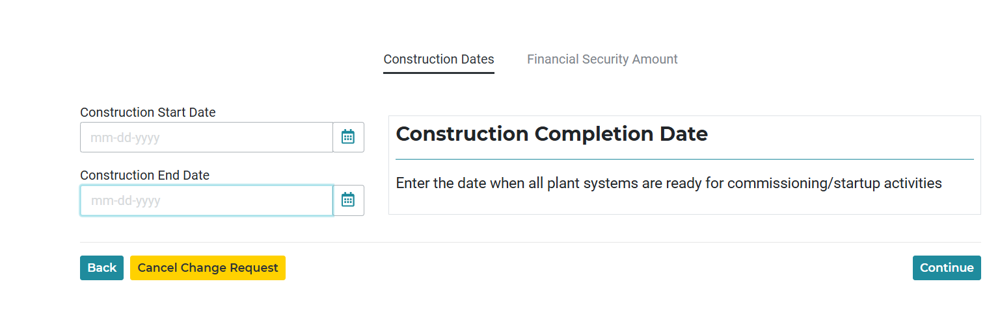 Construction Dates
Financial Security Amount
Construction Start Date
mm-dd-yyyy
Construction End Date
mm-dd-yyyy
Construction Completion Date
Enter the date when all plant systems are ready for commissioning/startup activities
Back
Cancel Change Request
Continue